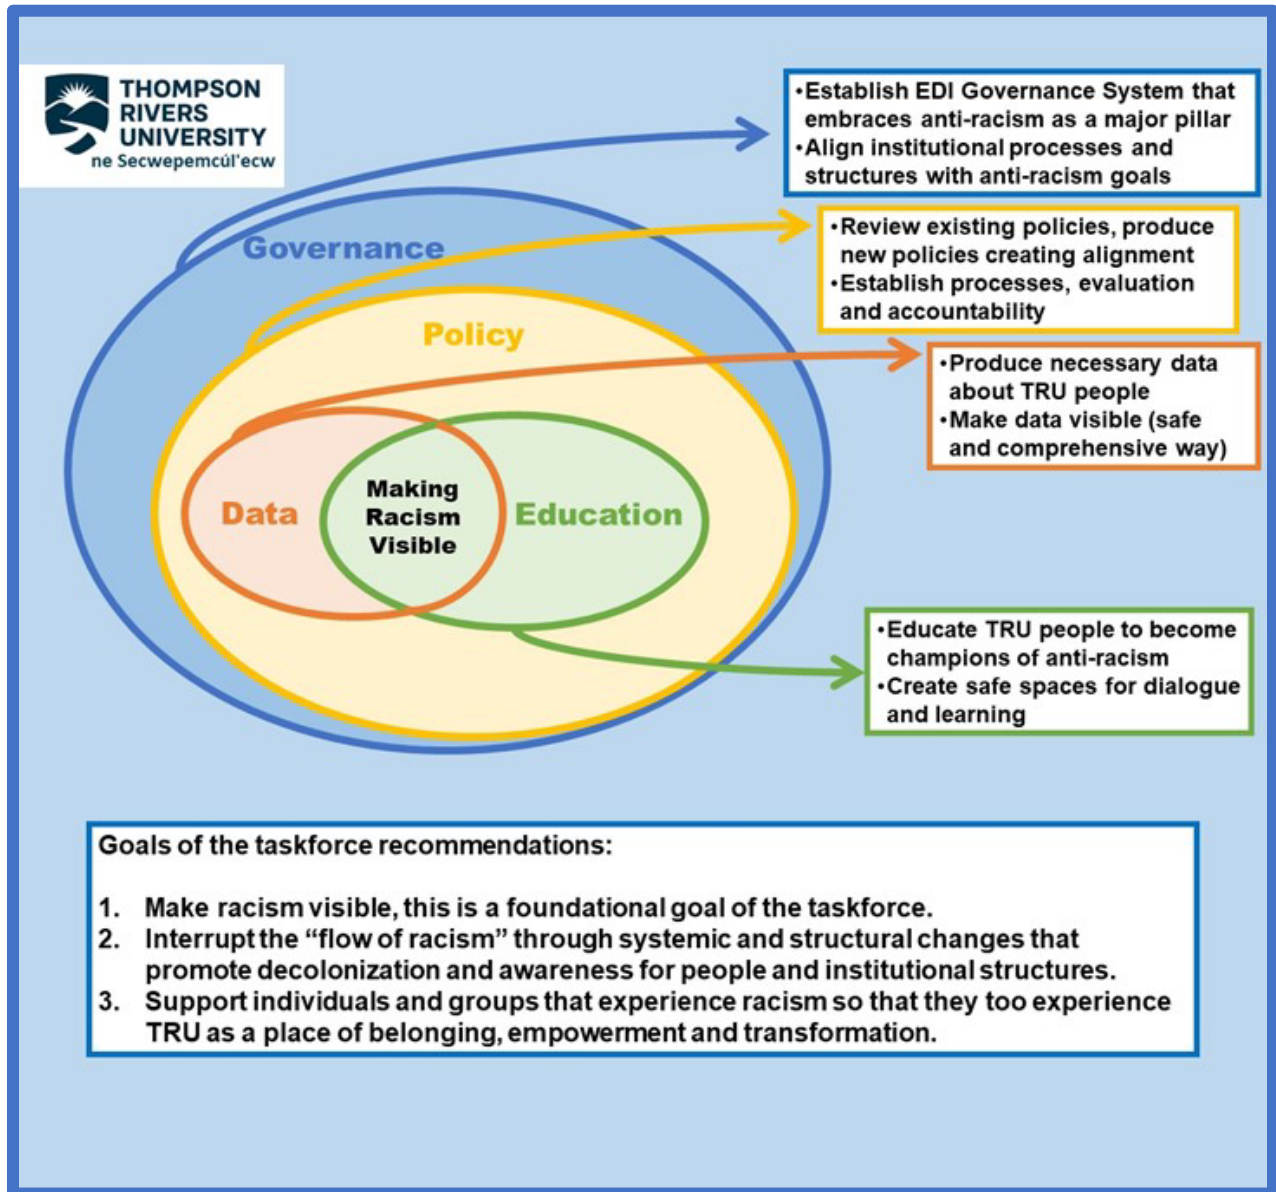 THOMPSON
RIVERS
UNIVERSITY
ne Secwepemcúl'ecw
•Establish EDI Governance System that
embraces anti-racism as a major pillar
•Align institutional processes and
structures with anti-racism goals
Governance
•Review existing policies, produce
new policies creating alignment
•Establish processes, evaluation
and accountability
Policy
•Produce necessary data
about TRU people
•Make data visible (safe
and comprehensive way)
Data
Making
Racism
Visible
Education
•Educate TRU people to become
champions of anti-racism
•Create safe spaces for dialogue
and learning
Goals of the taskforce recommendations:
1. Make racism visible, this is a foundational goal of the taskforce.
2. Interrupt the “flow of racism” through systemic and structural changes that
promote decolonization and awareness for people and institutional structures.
3. Support individuals and groups that experience racism so that they too experience
TRU as a place of belonging, empowerment and transformation.